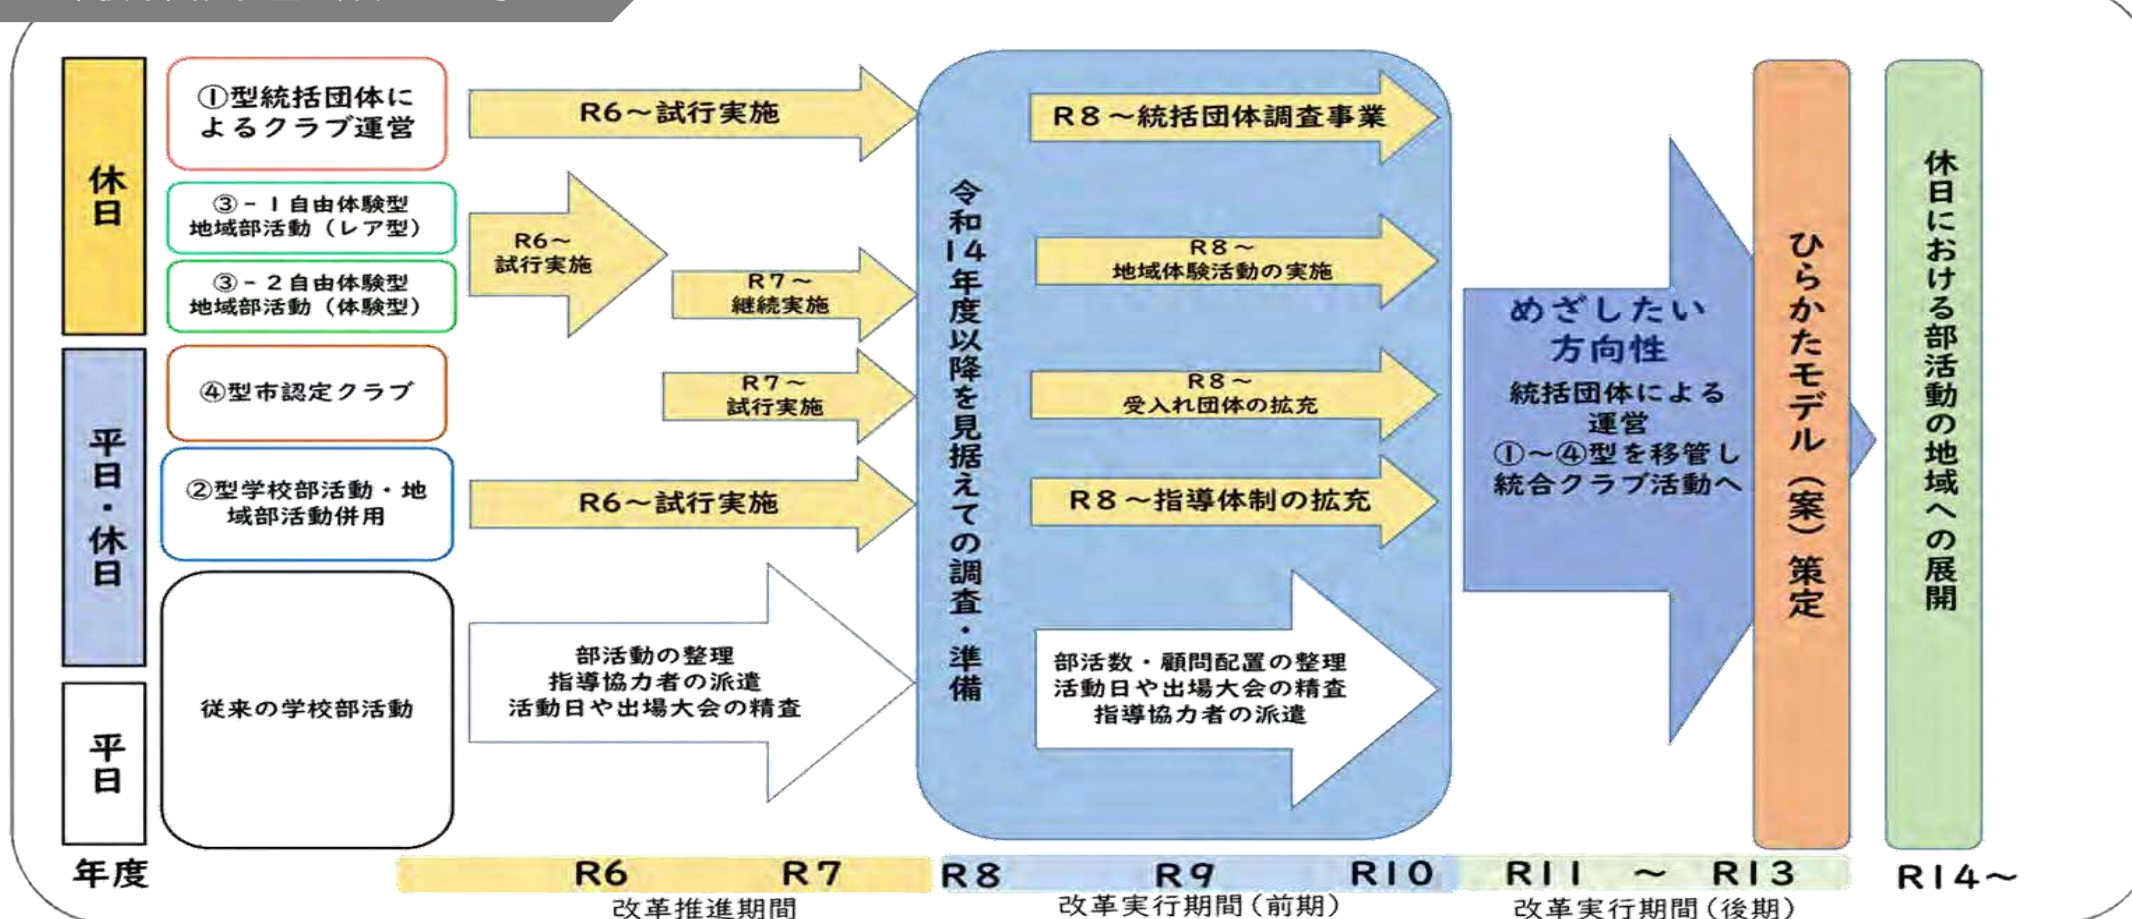 休日
①型統括団体に
よるクラブ運営
R6～試行実施
R8～統括団体調査事業
③-1自由体験型
地域部活動（レア型）
③-2自由体験型
地域部活動（体験型）
R6～
試行実施
R7～
継続実施
R8～
地域体験活動の実施
平日・休日
④型市認定クラブ
R7～
試行実施
R8～
受入れ団体の拡充
②型学校部活動・地
域部活動併用
R6～試行実施
R8～指導体制の拡充
平日
従来の学校部活動
部活動の整理
指導協力者の派遣
活動日や出場大会の精査
令和14年度以降を見据えての調査・準備
部活数・顧問配置の整理
活動日や出場大会の精査
指導協力者の派遣
めざしたい
方向性
統括団体による
運営
①～④型を移管し
統合クラブ活動へ
ひらかたモデル（案）策定
休日における部活動の地域への展開
年度
R6
R7
R8
R9
R10
R11 ～ R13
R14～
改革推進期間
改革実行期間（前期）
改革実行期間（後期）